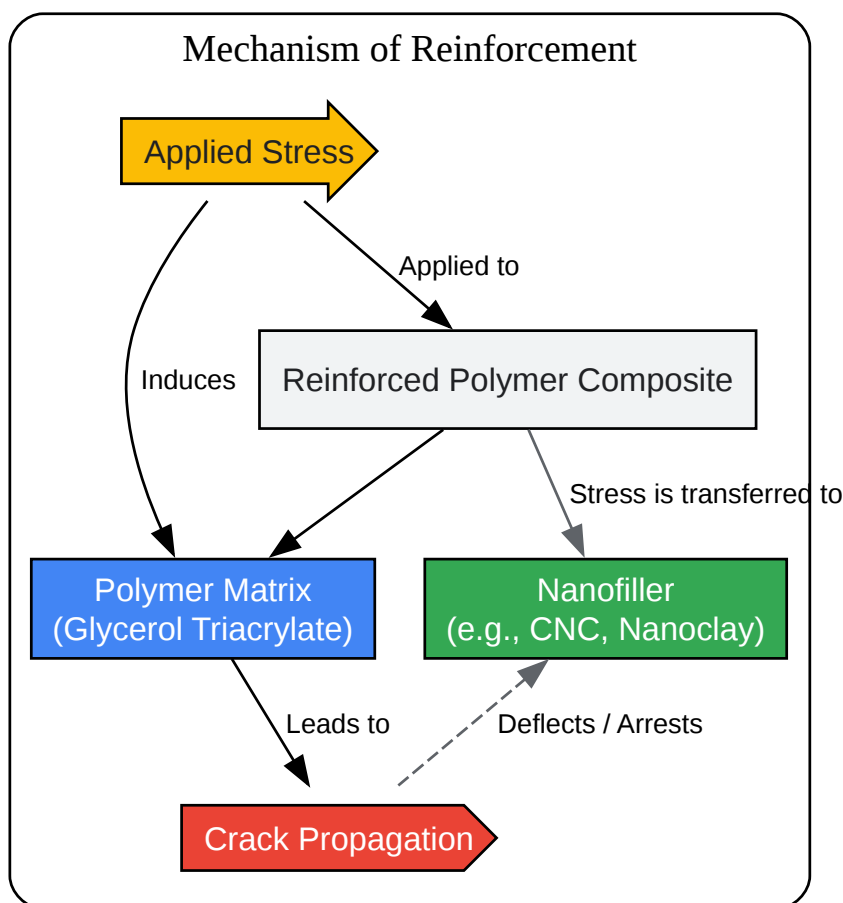 Mechanism of Reinforcement
Applied Stress
Applied to
Induces
Reinforced Polymer Composite
Stress is transferred to
Polymer Matrix
(Glycerol Triacrylate)
Nanofiller
(e.g., CNC, Nanoclay)
Leads to
Deflects / Arrests
Crack Propagation